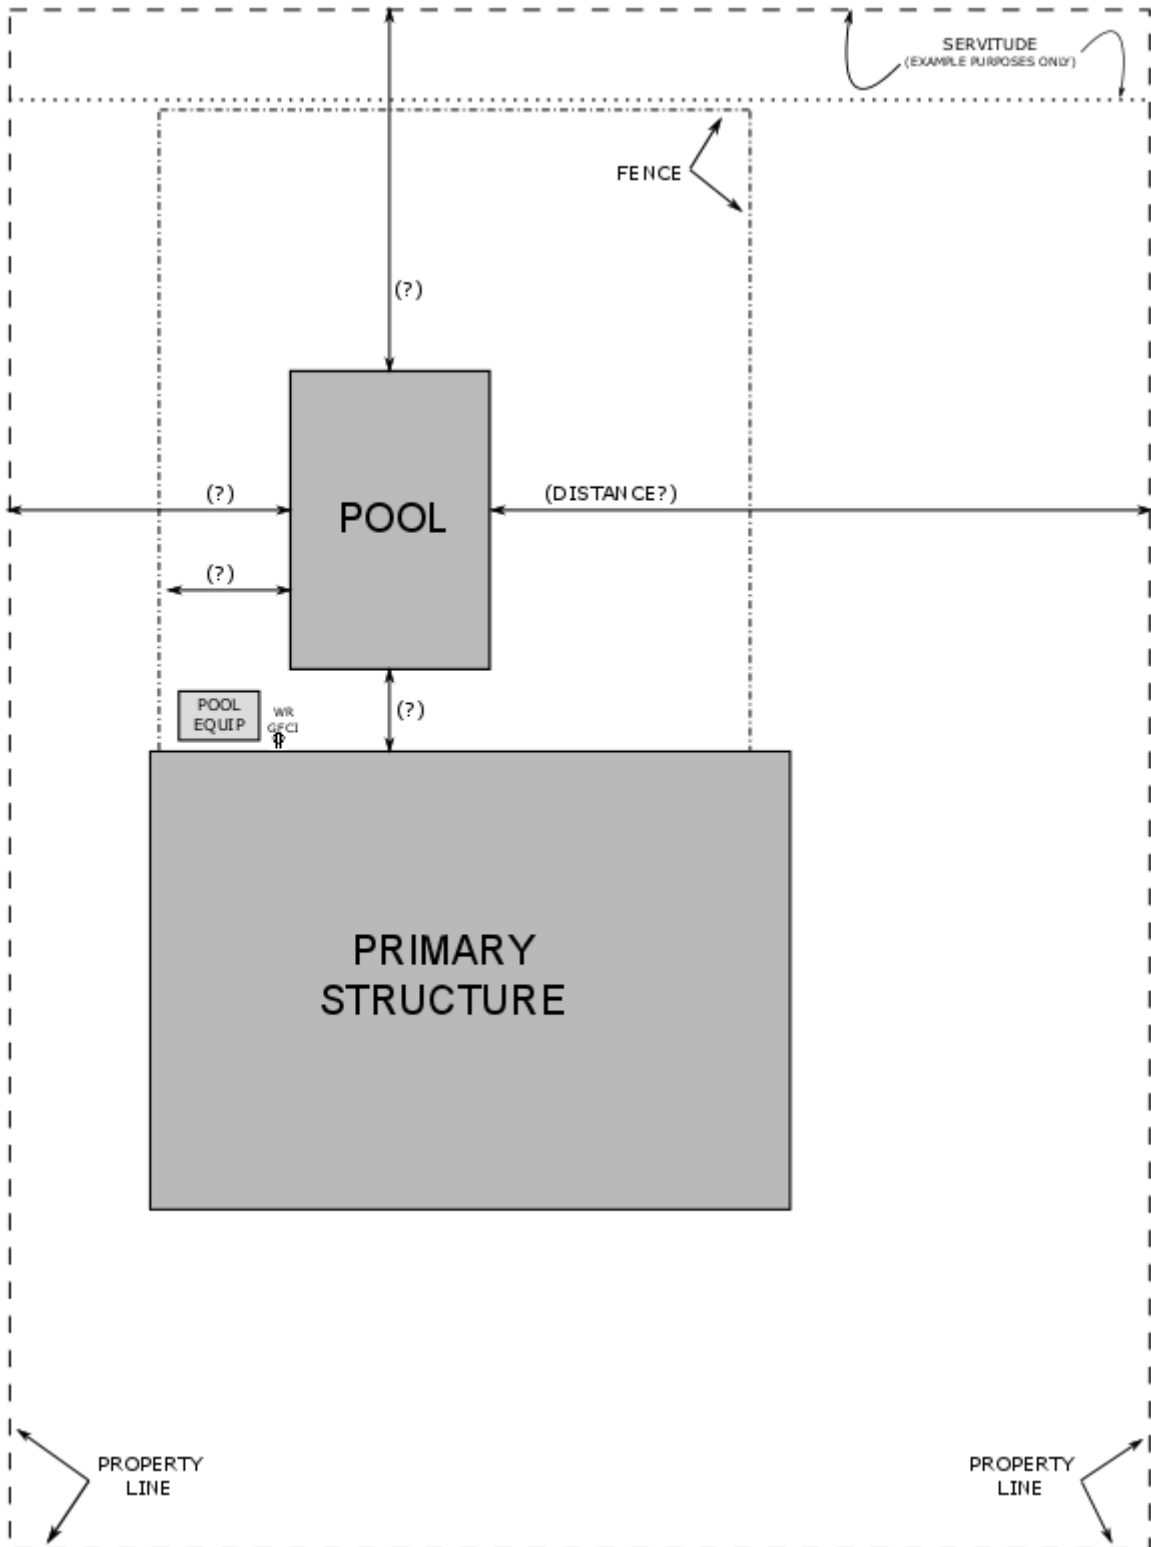 SERVITUDE
(EXAMPLE PURPOSES ONLY)
FENCE
(?)
(?)
(DISTANCE?)
POOL
(?)
POOL
EQUIP
WR
GFCI
(?)
PRIMARY
STRUCTURE
PROPERTY
LINE
PROPERTY
LINE